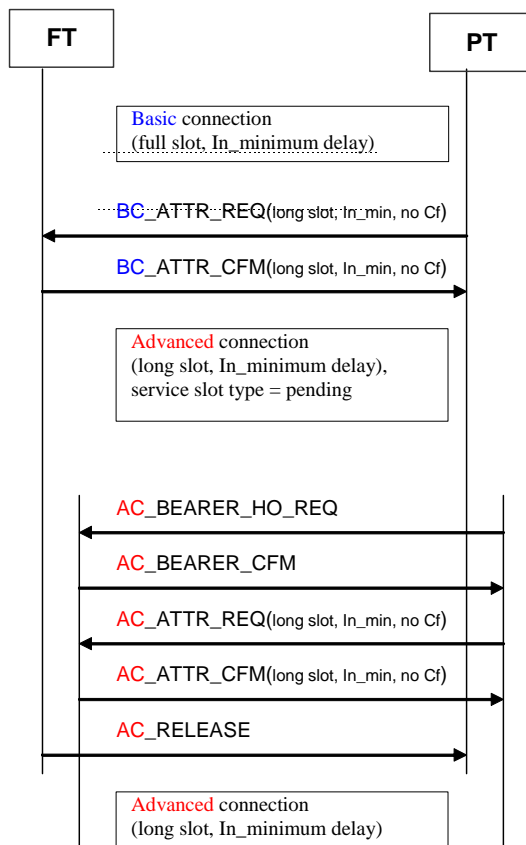 FT
PT
Basic connection
(full slot, In_minimum delay)
BC_ATTR_REQ(long slot, In_min, no Cf)
BC_ATTR_CFM(long slot, In_min, no Cf)
Advanced connection
(long slot, In_minimum delay),
service slot type = pending
AC_BEARER_HO_REQ
AC_BEARER_CFM
AC_ATTR_REQ(long slot, In_min, no Cf)
AC_ATTR_CFM(long slot, In_min, no Cf)
AC_RELEASE
Advanced connection
(long slot, In_minimum delay)